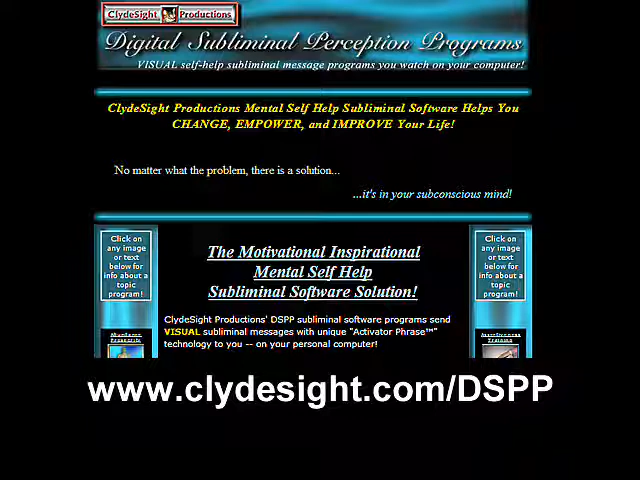 ClydeSight Productions
Digital Subliminal Perception Programs
VISUAL self-help subliminal message programs you watch on your computer!
ClydeSight Productions Mental Self Help Subliminal Software Helps You
CHANGE, EMPOWER, and IMPROVE Your Life!
No matter what the problem, there is a solution...
...it's in your subconscious mind!
Click on
any image
or text
below for
info about a
topic
program!
The Motivational Inspirational
Mental Self Help
Subliminal Software Solution!
ClydeSight Productions' DSPP subliminal software programs send
VISUAL subliminal messages with unique "Activator Phrase™"
technology to you -- on your personal computer!
Click on
any image
or text
below for
info about a
topic
program!
Abundance
Prosperity
Assertiveness
Training
www.clydesight.com/DSPP